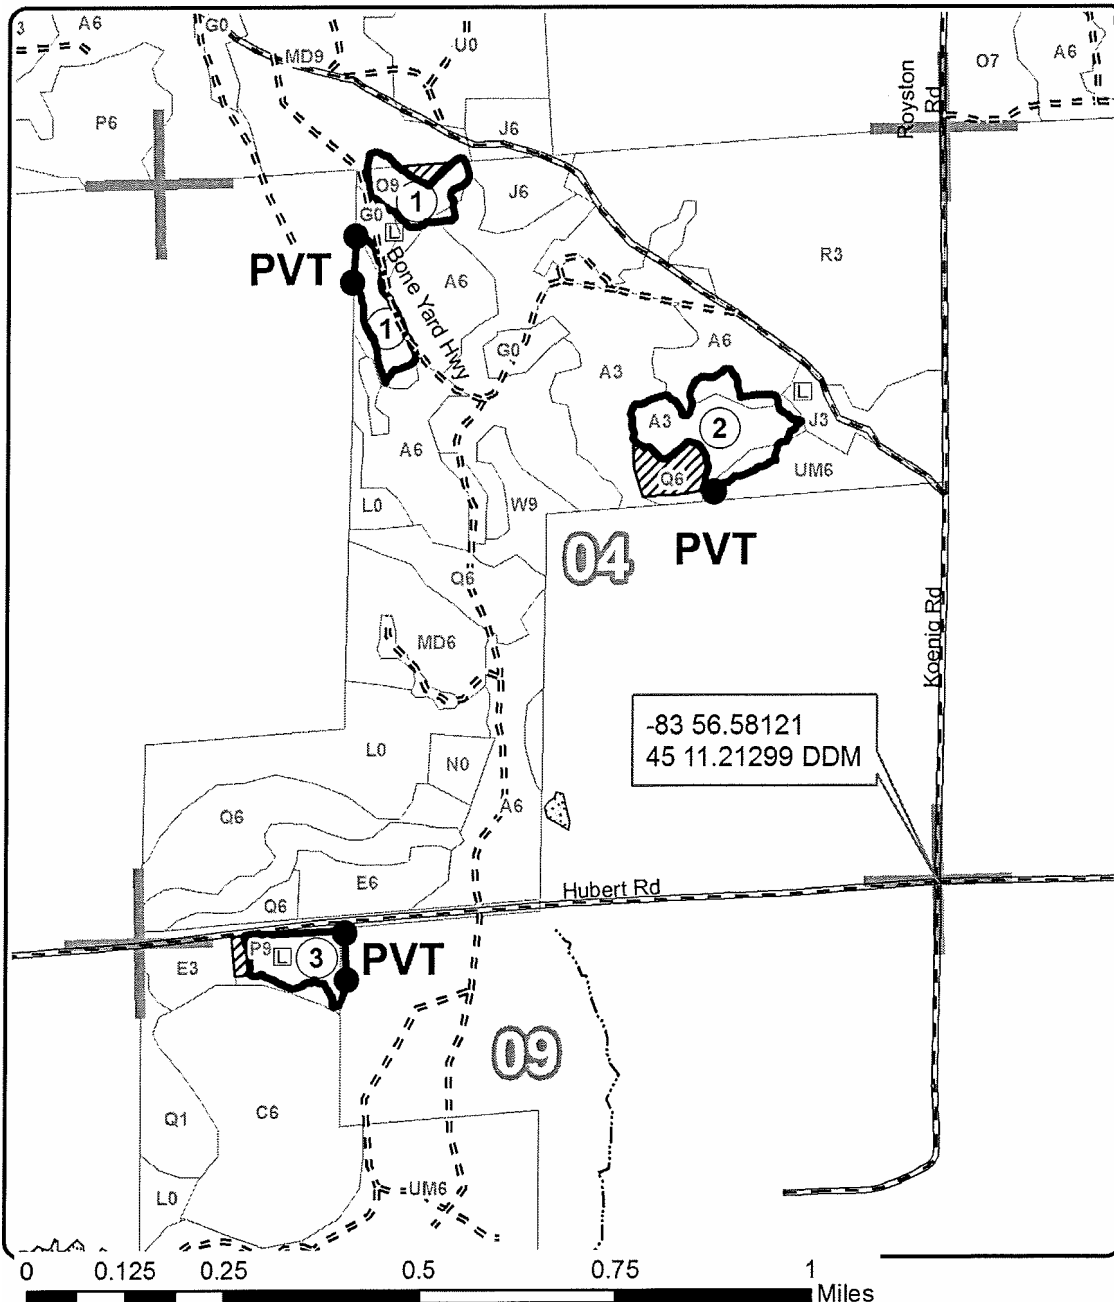 3
A6
G0
MD9
U0
O7
A6
P6
Royston
Rd
J6
O9
1
J6
G0
L
PVT
Bone Yard Hwy
A6
R3
1
G0
A6
A3
L
A3
2
J3
A6
Q6
UM6
L0
W9
04
PVT
Q6
Koenig Rd
MD6
-83 56.58121
45 11.21299 DDM
L0
N0
Q6
A6
E6
Hubert Rd
Q6
P9
L
3
PVT
E3
09
Q1
C6
L0
UM6
0
0.125
0.25
0.5
0.75
1
Miles